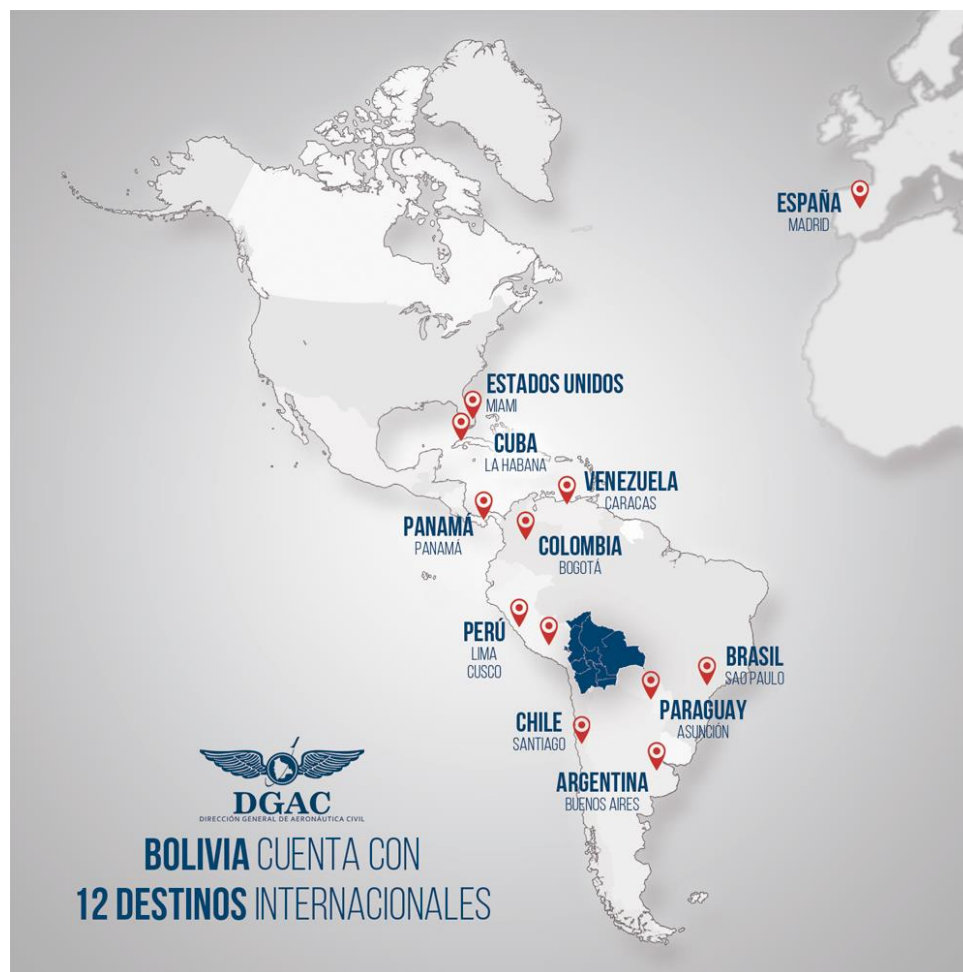 ESPAÑA
MADRID
ESTADOS UNIDOS
MIAMI
CUBA
LA HABANA
VENEZUELA
CARACAS
PANAMÁ
PANAMÁ
COLOMBIA
BOGOTÁ
PERÚ
LIMA
CUSCO
BRASIL
SAO PAULO
PARAGUAY
ASUNCIÓN
CHILE
SANTIAGO
ARGENTINA
BUENOS AIRES
DGAC
DIRECCIÓN GENERAL DE AERONÁUTICA CIVIL
BOLIVIA CUENTA CON
12 DESTINOS INTERNACIONALES